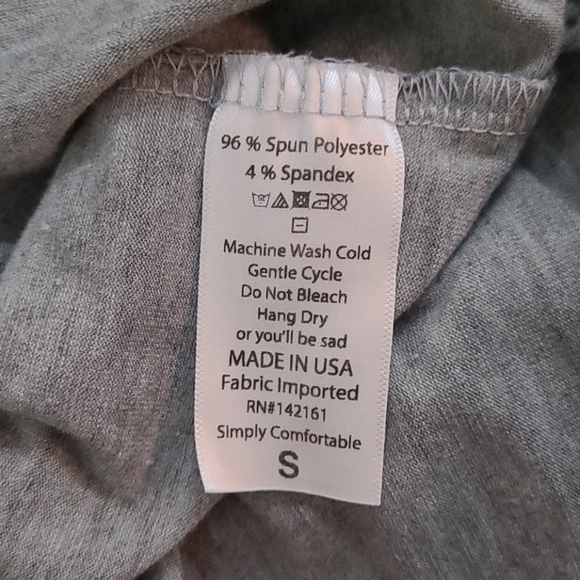 96 % Spun Polyester
4 % Spandex
Machine Wash Cold
Gentle Cycle
Do Not Bleach
Hang Dry
or you'll be sad
MADE IN USA
Fabric Imported
RN#142161
Simply Comfortable
S